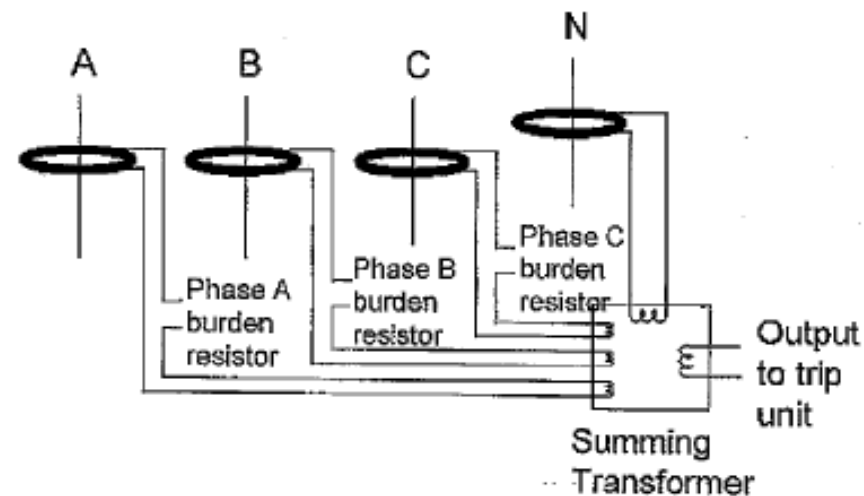 A
B
C
N
Phase A
burden
resistor
Phase B
burden
resistor
Phase C
burden
resistor
Output
to trip
unit
Summing
Transformer